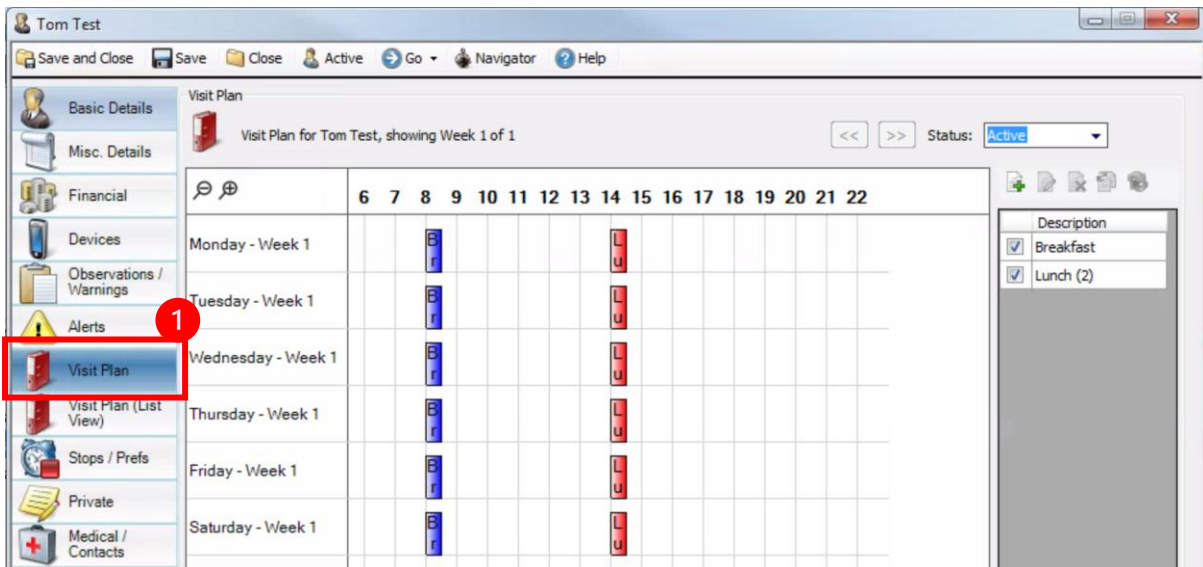 Tom Test
Save and Close Save Close Active Go Navigator Help
Basic Details
Misc. Details
Financial
Devices
Observations /
Warnings
Alerts
1
Visit Plan
Visit Plan (List
View)
Stops / Prefs
Private
Medical /
Contacts
Visit Plan
Visit Plan for Tom Test, showing Week 1 of 1
<< >> Status: Active
6 7 8 9 10 11 12 13 14 15 16 17 18 19 20 21 22
Monday - Week 1
B
r
L
u
Tuesday - Week 1
B
r
L
u
Wednesday - Week 1
B
r
L
u
Thursday - Week 1
B
r
L
u
Friday - Week 1
B
r
L
u
Saturday - Week 1
B
r
L
u
Description
Breakfast
Lunch (2)